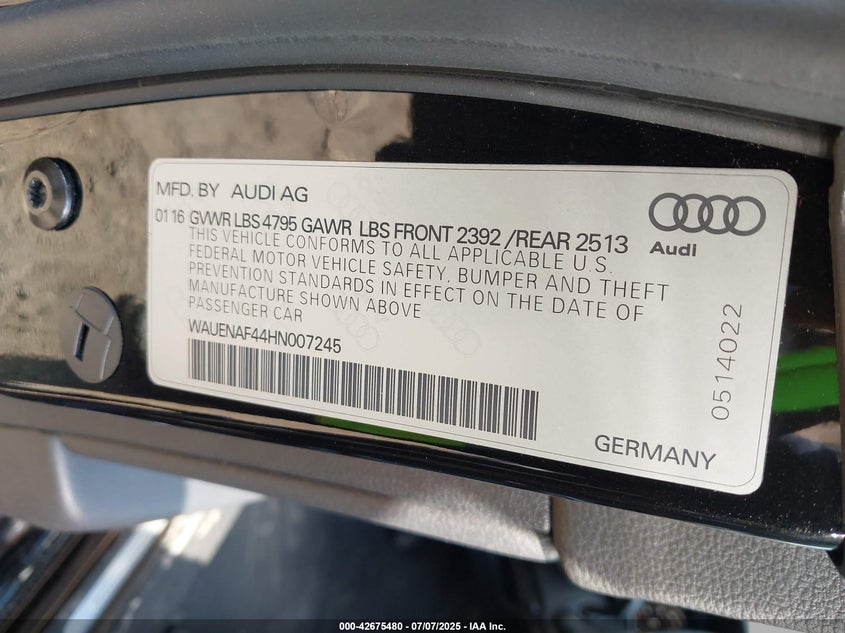 MFD. BY AUDI AG
Audi
01 16 GVWR LBS 4795 GAWR LBS FRONT 2392 /REAR 2513
THIS VEHICLE CONFORMS TO ALL APPLICABLE U.S.
FEDERAL MOTOR VEHICLE SAFETY, BUMPER AND THEFT
PREVENTION STANDARDS IN EFFECT ON THE DATE OF
MANUFACTURE SHOWN ABOVE
PASSENGER CAR
WAUENAF44HN007245
0514022
GERMANY
000-42675480 - 07/07/2025 - IAA Inc.